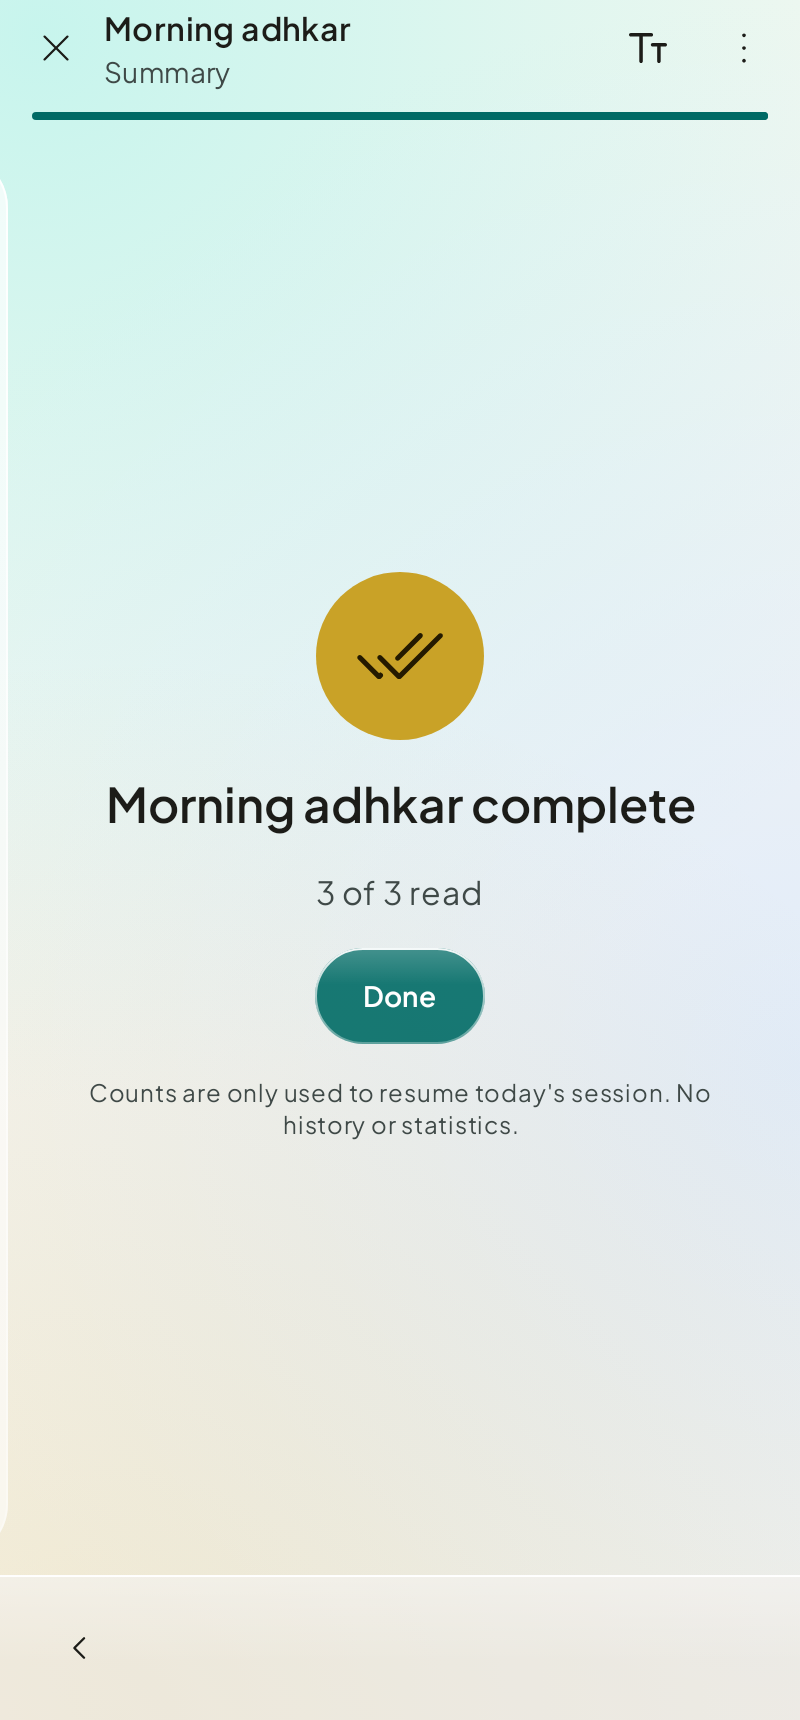 Morning adhkar
Summary
Morning adhkar complete
3 of 3 read
Done
Counts are only used to resume today's session. No
history or statistics.